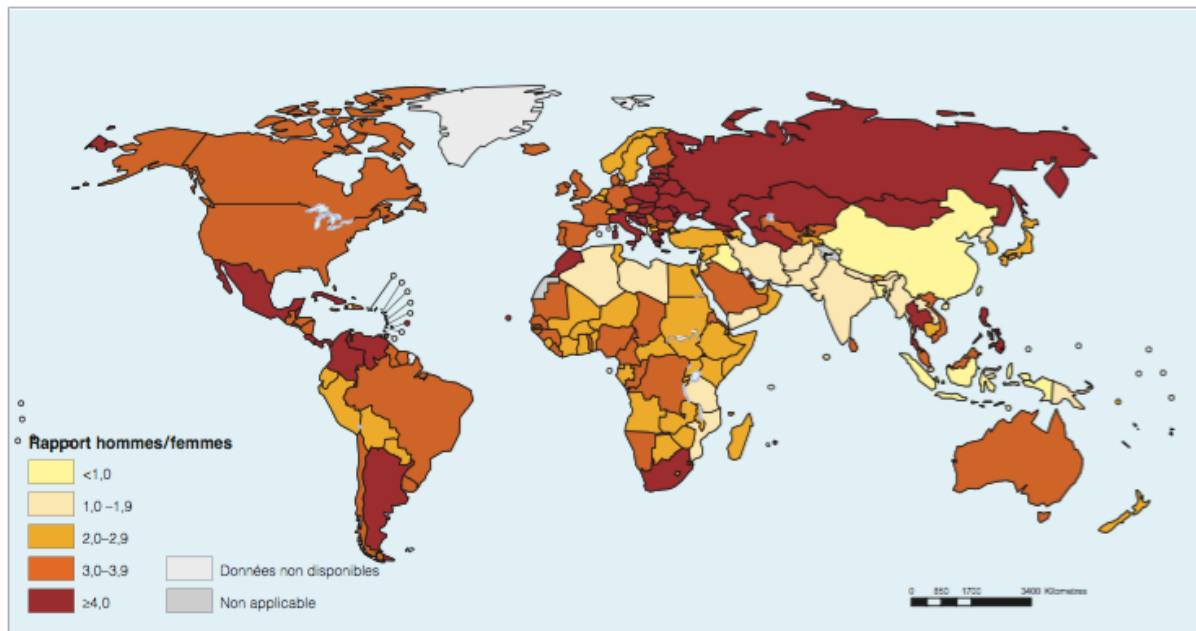 Rapport hommes/femmes
<1,0
1,0 –1,9
2,0–2,9
3,0–3,9
≥4,0
Données non disponibles
Non applicable
0 850 1700 3400 Kilometres